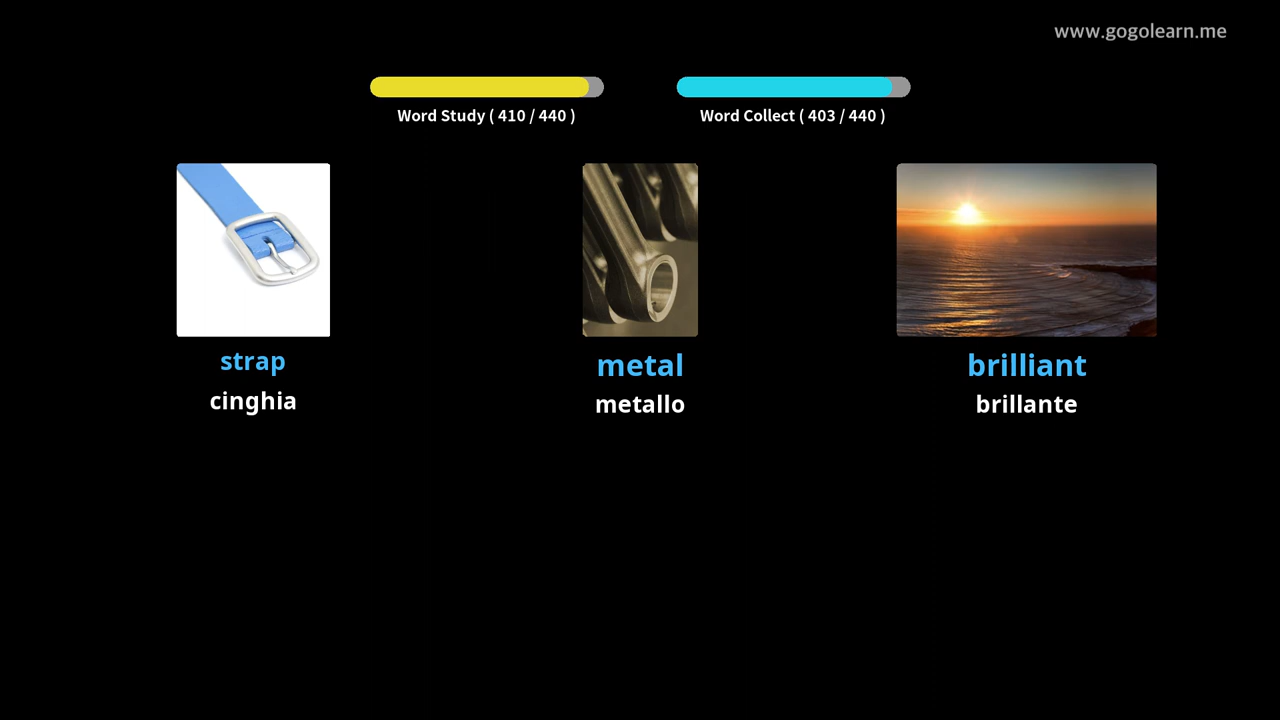 www.gogolearn.me
Word Study ( 410 / 440 )
Word Collect ( 403 / 440 )
strap
cinghia
metal
metallo
brilliant
brillante